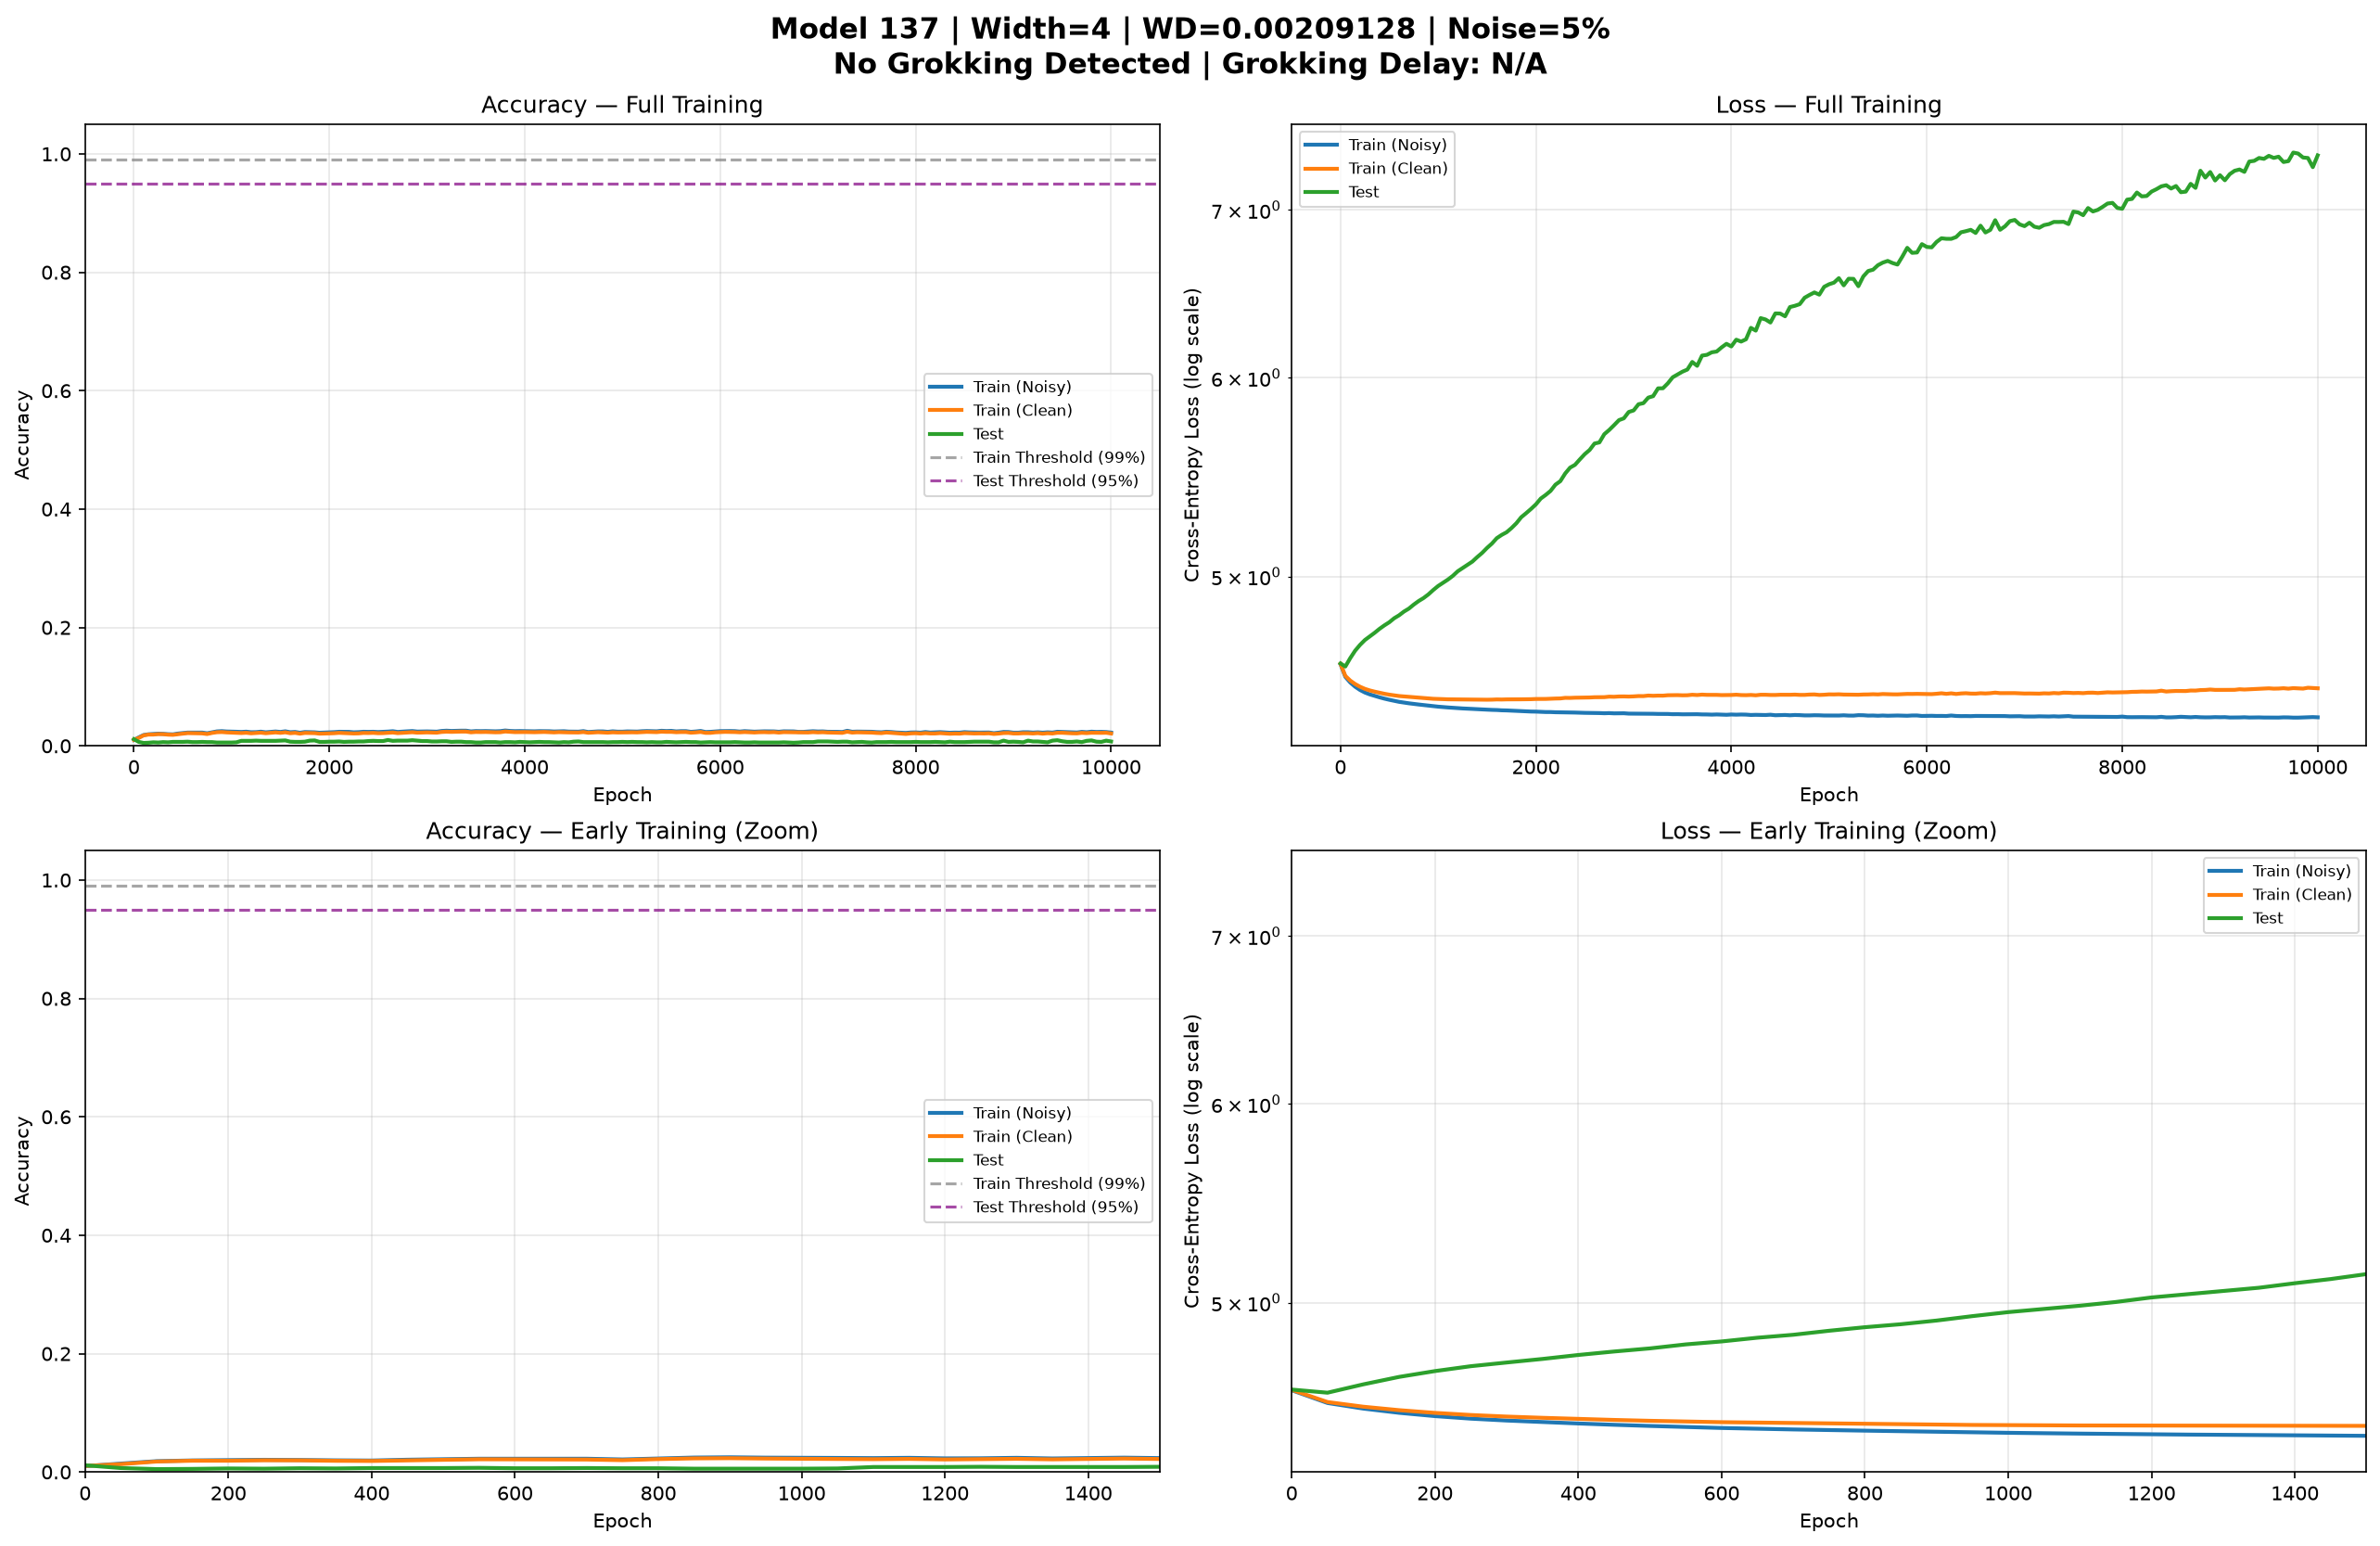 Model 137 | Width=4 | WD=0.00209128 | Noise=5%
No Grokking Detected | Grokking Delay: N/A
Accuracy — Full Training
Accuracy
1.0
0.8
0.6
0.4
0.2
0.0
Train (Noisy)
Train (Clean)
Test
Train Threshold (99%)
Test Threshold (95%)
0 2000 4000 6000 8000 10000
Epoch
Loss — Full Training
Cross-Entropy Loss (log scale)
Train (Noisy)
Train (Clean)
Test
7 × 10⁰
6 × 10⁰
5 × 10⁰
0 2000 4000 6000 8000 10000
Epoch
Accuracy — Early Training (Zoom)
Accuracy
1.0
0.8
0.6
0.4
0.2
0.0
Train (Noisy)
Train (Clean)
Test
Train Threshold (99%)
Test Threshold (95%)
0 200 400 600 800 1000 1200 1400
Epoch
Loss — Early Training (Zoom)
Cross-Entropy Loss (log scale)
Train (Noisy)
Train (Clean)
Test
7 × 10⁰
6 × 10⁰
5 × 10⁰
0 200 400 600 800 1000 1200 1400
Epoch